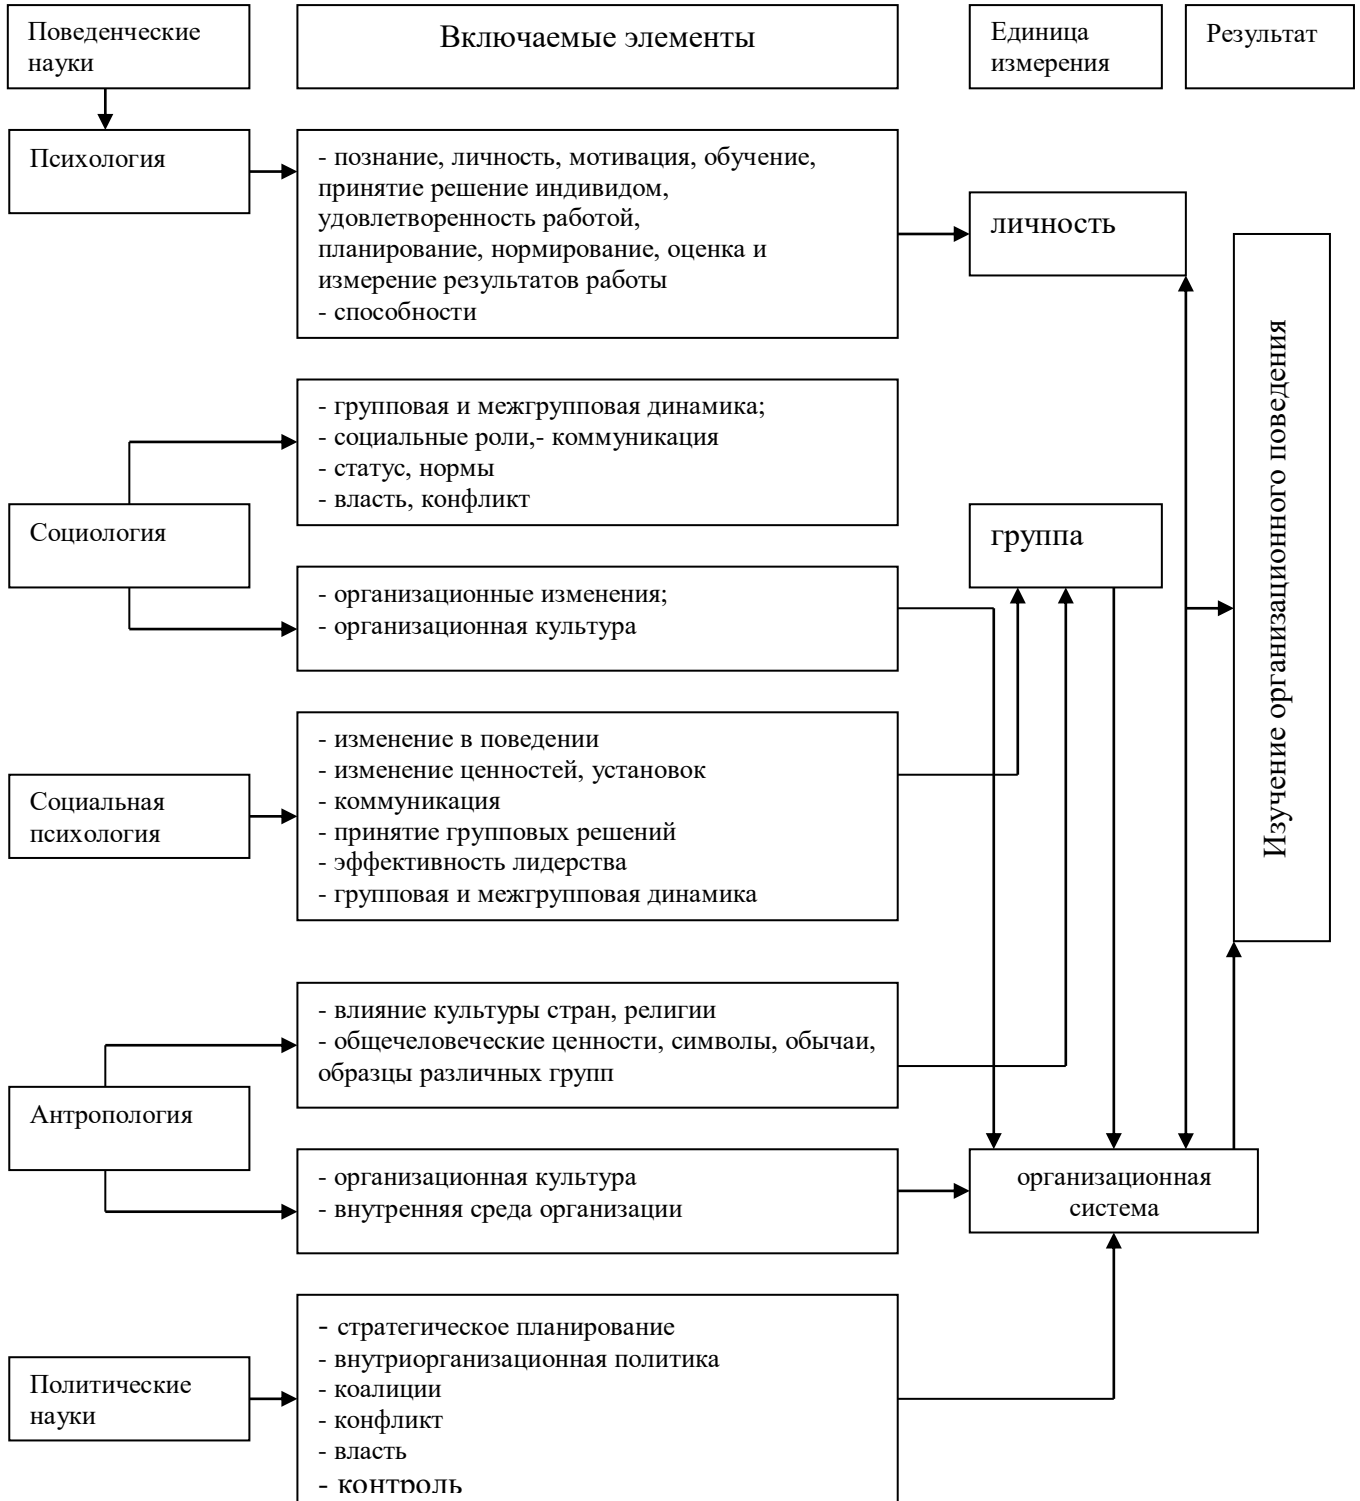 Поведенческие
науки
Включаемые элементы
Единица
измерения
Результат
Психология
- познание, личность, мотивация, обучение,
принятие решение индивидом,
удовлетворенность работой,
планирование, нормирование, оценка и
измерение результатов работы
- способности
личность
Изучение организационного поведения
- групповая и межгрупповая динамика;
- социальные роли,- коммуникация
- статус, нормы
- власть, конфликт
Социология
группа
- организационные изменения;
- организационная культура
Социальная
психология
- изменение в поведении
- изменение ценностей, установок
- коммуникация
- принятие групповых решений
- эффективность лидерства
- групповая и межгрупповая динамика
- влияние культуры стран, религии
- общечеловеческие ценности, символы, обычаи,
образцы различных групп
Антропология
- организационная культура
- внутренняя среда организации
организационная
система
Политические
науки
- стратегическое планирование
- внутриорганизационная политика
- коалиции
- конфликт
- власть
- контроль